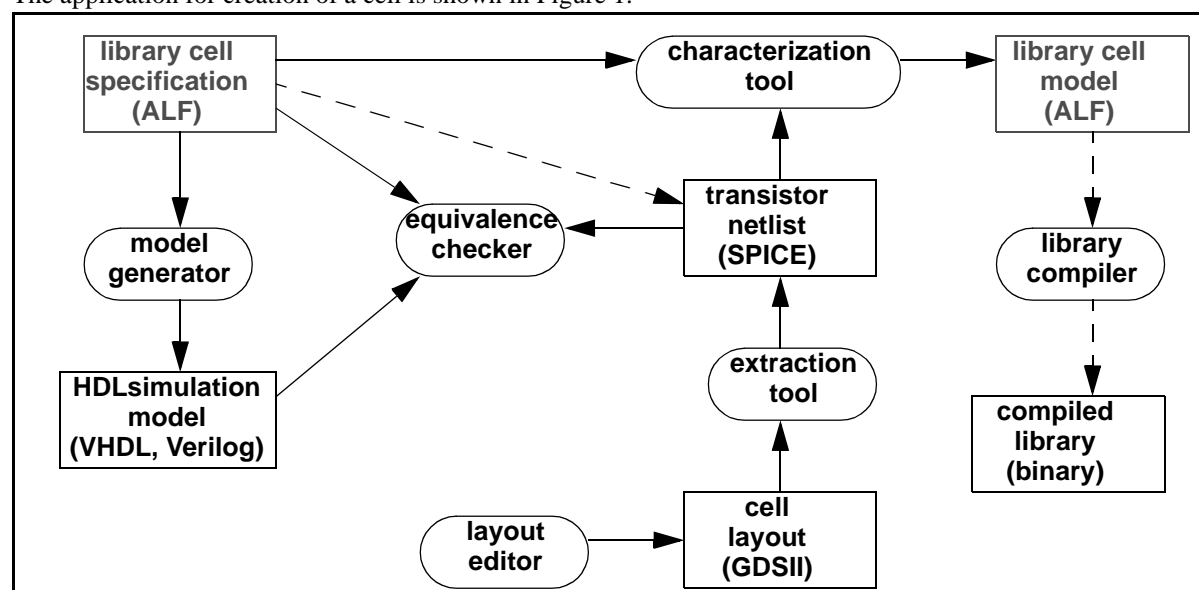 The application for creation of a cell is shown in Figure 1.
library cell
specification
(ALF)
characterization
tool
library cell
model
(ALF)
transistor
netlist
(SPICE)
equivalence
checker
model
generator
library
compiler
HDLsimulation
model
(VHDL, Verilog)
extraction
tool
compiled
library
(binary)
layout
editor
cell
layout
(GDSII)